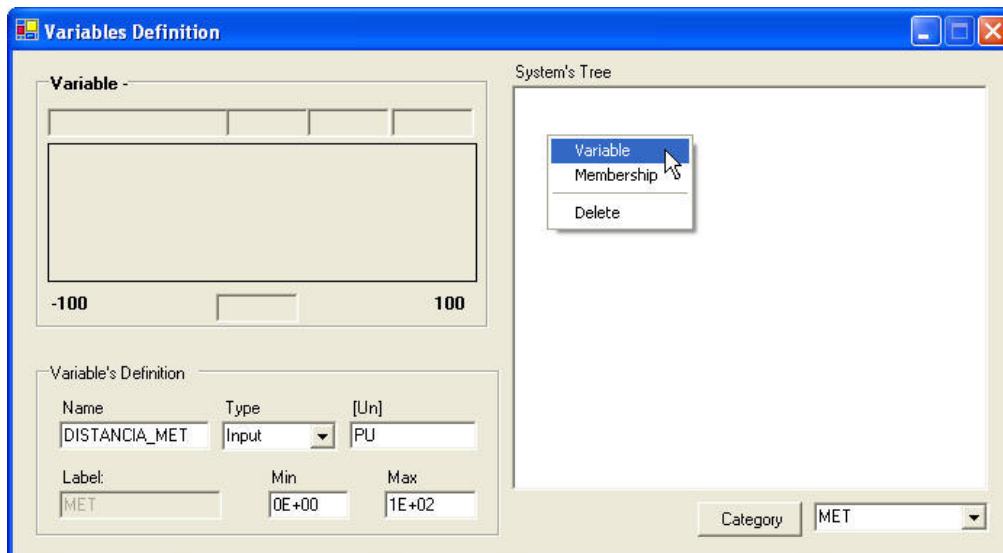 Variables Definition
Variable -
-100
100
Variable's Definition
Name Type [Un]
DISTANCIA_MET Input PU
Label: Min Max
MET 0E+00 1E+02
System's Tree
Variable
Membership
Delete
Category MET